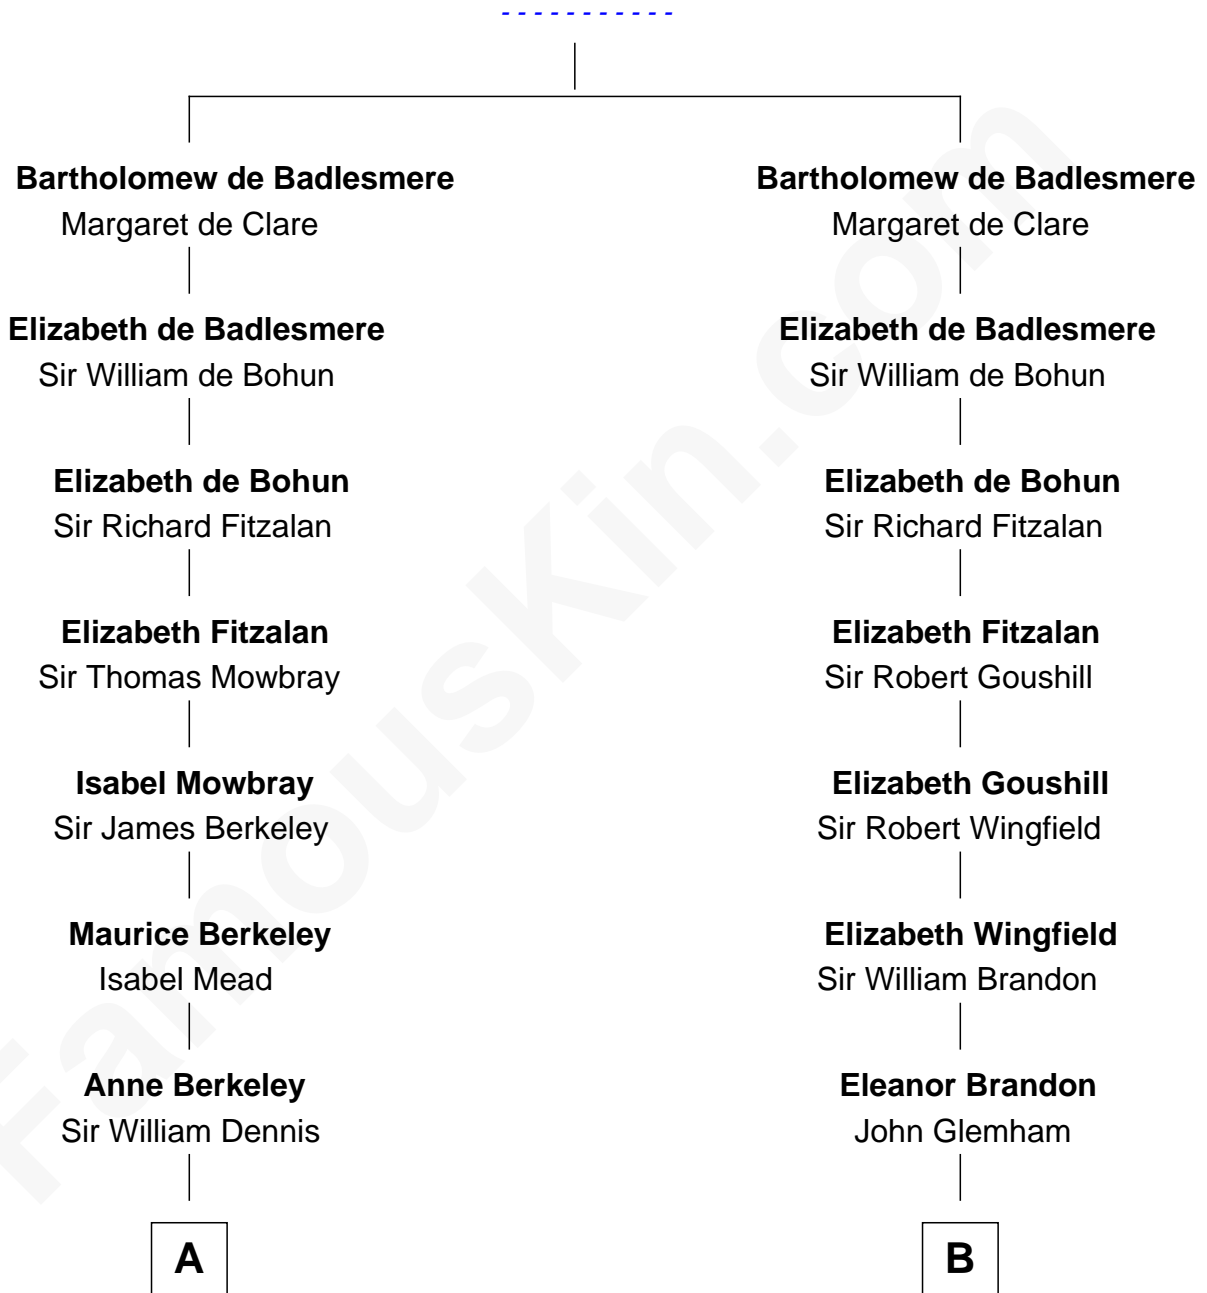 - - - - - - - - - - -
Bartholomew de Badlesmere
Margaret de Clare
Elizabeth de Badlesmere
Sir William de Bohun
Elizabeth de Bohun
Sir Richard Fitzalan
Elizabeth Fitzalan
Sir Thomas Mowbray
Isabel Mowbray
Sir James Berkeley
Maurice Berkeley
Isabel Mead
Anne Berkeley
Sir William Dennis
A
Bartholomew de Badlesmere
Margaret de Clare
Elizabeth de Badlesmere
Sir William de Bohun
Elizabeth de Bohun
Sir Richard Fitzalan
Elizabeth Fitzalan
Sir Robert Goushill
Elizabeth Goushill
Sir Robert Wingfield
Elizabeth Wingfield
Sir William Brandon
Eleanor Brandon
John Glemham
B
FamousKin.com